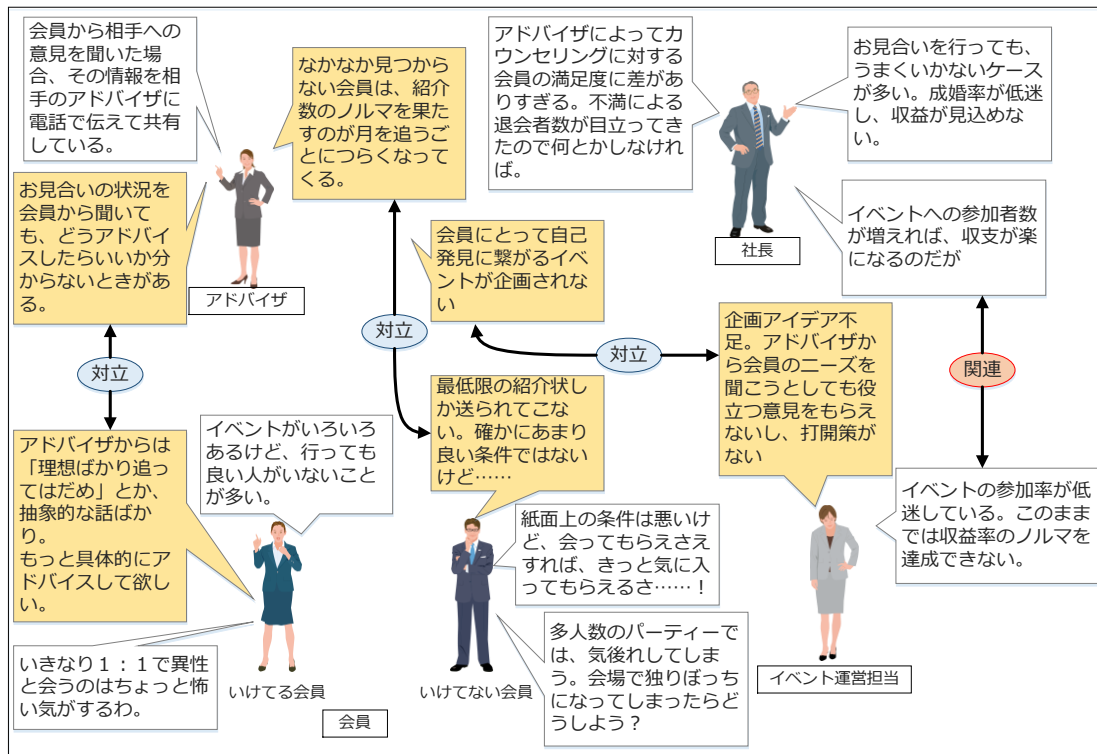 会員から相手への
意見を聞いた場
合、その情報を相
手のアドバイザに
電話で伝えて共有
している。
なかなか見つから
ない会員は、紹介
数のノルマを果た
すのが月を追うご
とにつらくなって
くる。
アドバイザによってカ
ウンセリングに対する
会員の満足度に差があ
りすぎる。不満による
退会者数が目立ってき
たので何とかしなけれ
ば。
お見合いを行っても、
うまくいかないケース
が多い。成婚率が低迷
し、収益が見込めな
い。
お見合いの状況を
会員から聞いて
も、どうアドバイ
スしたらいいか分
からないときがあ
る。
アドバイザ
会員にとって自己
発見に繋がるイベ
ントが企画されな
い
社長
イベントへの参加者数
が増えれば、収支が楽
になるのだが
対立
対立
対立
関連
企画アイデア不
足。アドバイザか
ら会員のニーズを
聞こうとしても役
立つ意見をもらえ
ないし、打開策が
ない
アドバイザからは
「理想ばかり追っ
てはだめ」とか、
抽象的な話ばか
り。
もっと具体的にア
ドバイスして欲し
い。
イベントがいろいろ
あるけど、行っても
良い人がいないこと
が多い。
最低限の紹介状し
か送られてこな
い。確かにあまり
良い条件ではない
けど……
紙面上の条件は悪いけ
ど、会ってもらえさえ
すれば、きっと気に入
ってもらえるさ……！
イベントの参加率が低
迷している。このまま
では収益率のノルマを
達成できない。
いきなり１：１で異性
と会うのはちょっと怖
い気がするわ。
いけてる会員
いけてない会員
多人数のパーティーで
は、気後れしてしま
う。会場で独りぼっち
になってしまったらど
うしよう？
イベント運営担当
会員